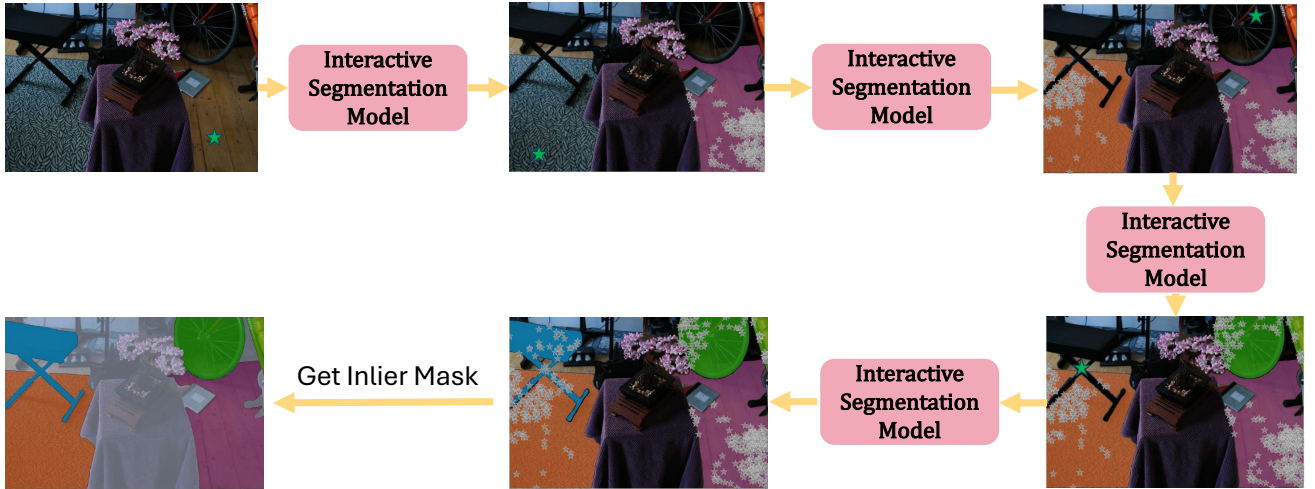 Interactive
Segmentation
Model
Interactive
Segmentation
Model
Interactive
Segmentation
Model
Interactive
Segmentation
Model
Get Inlier Mask